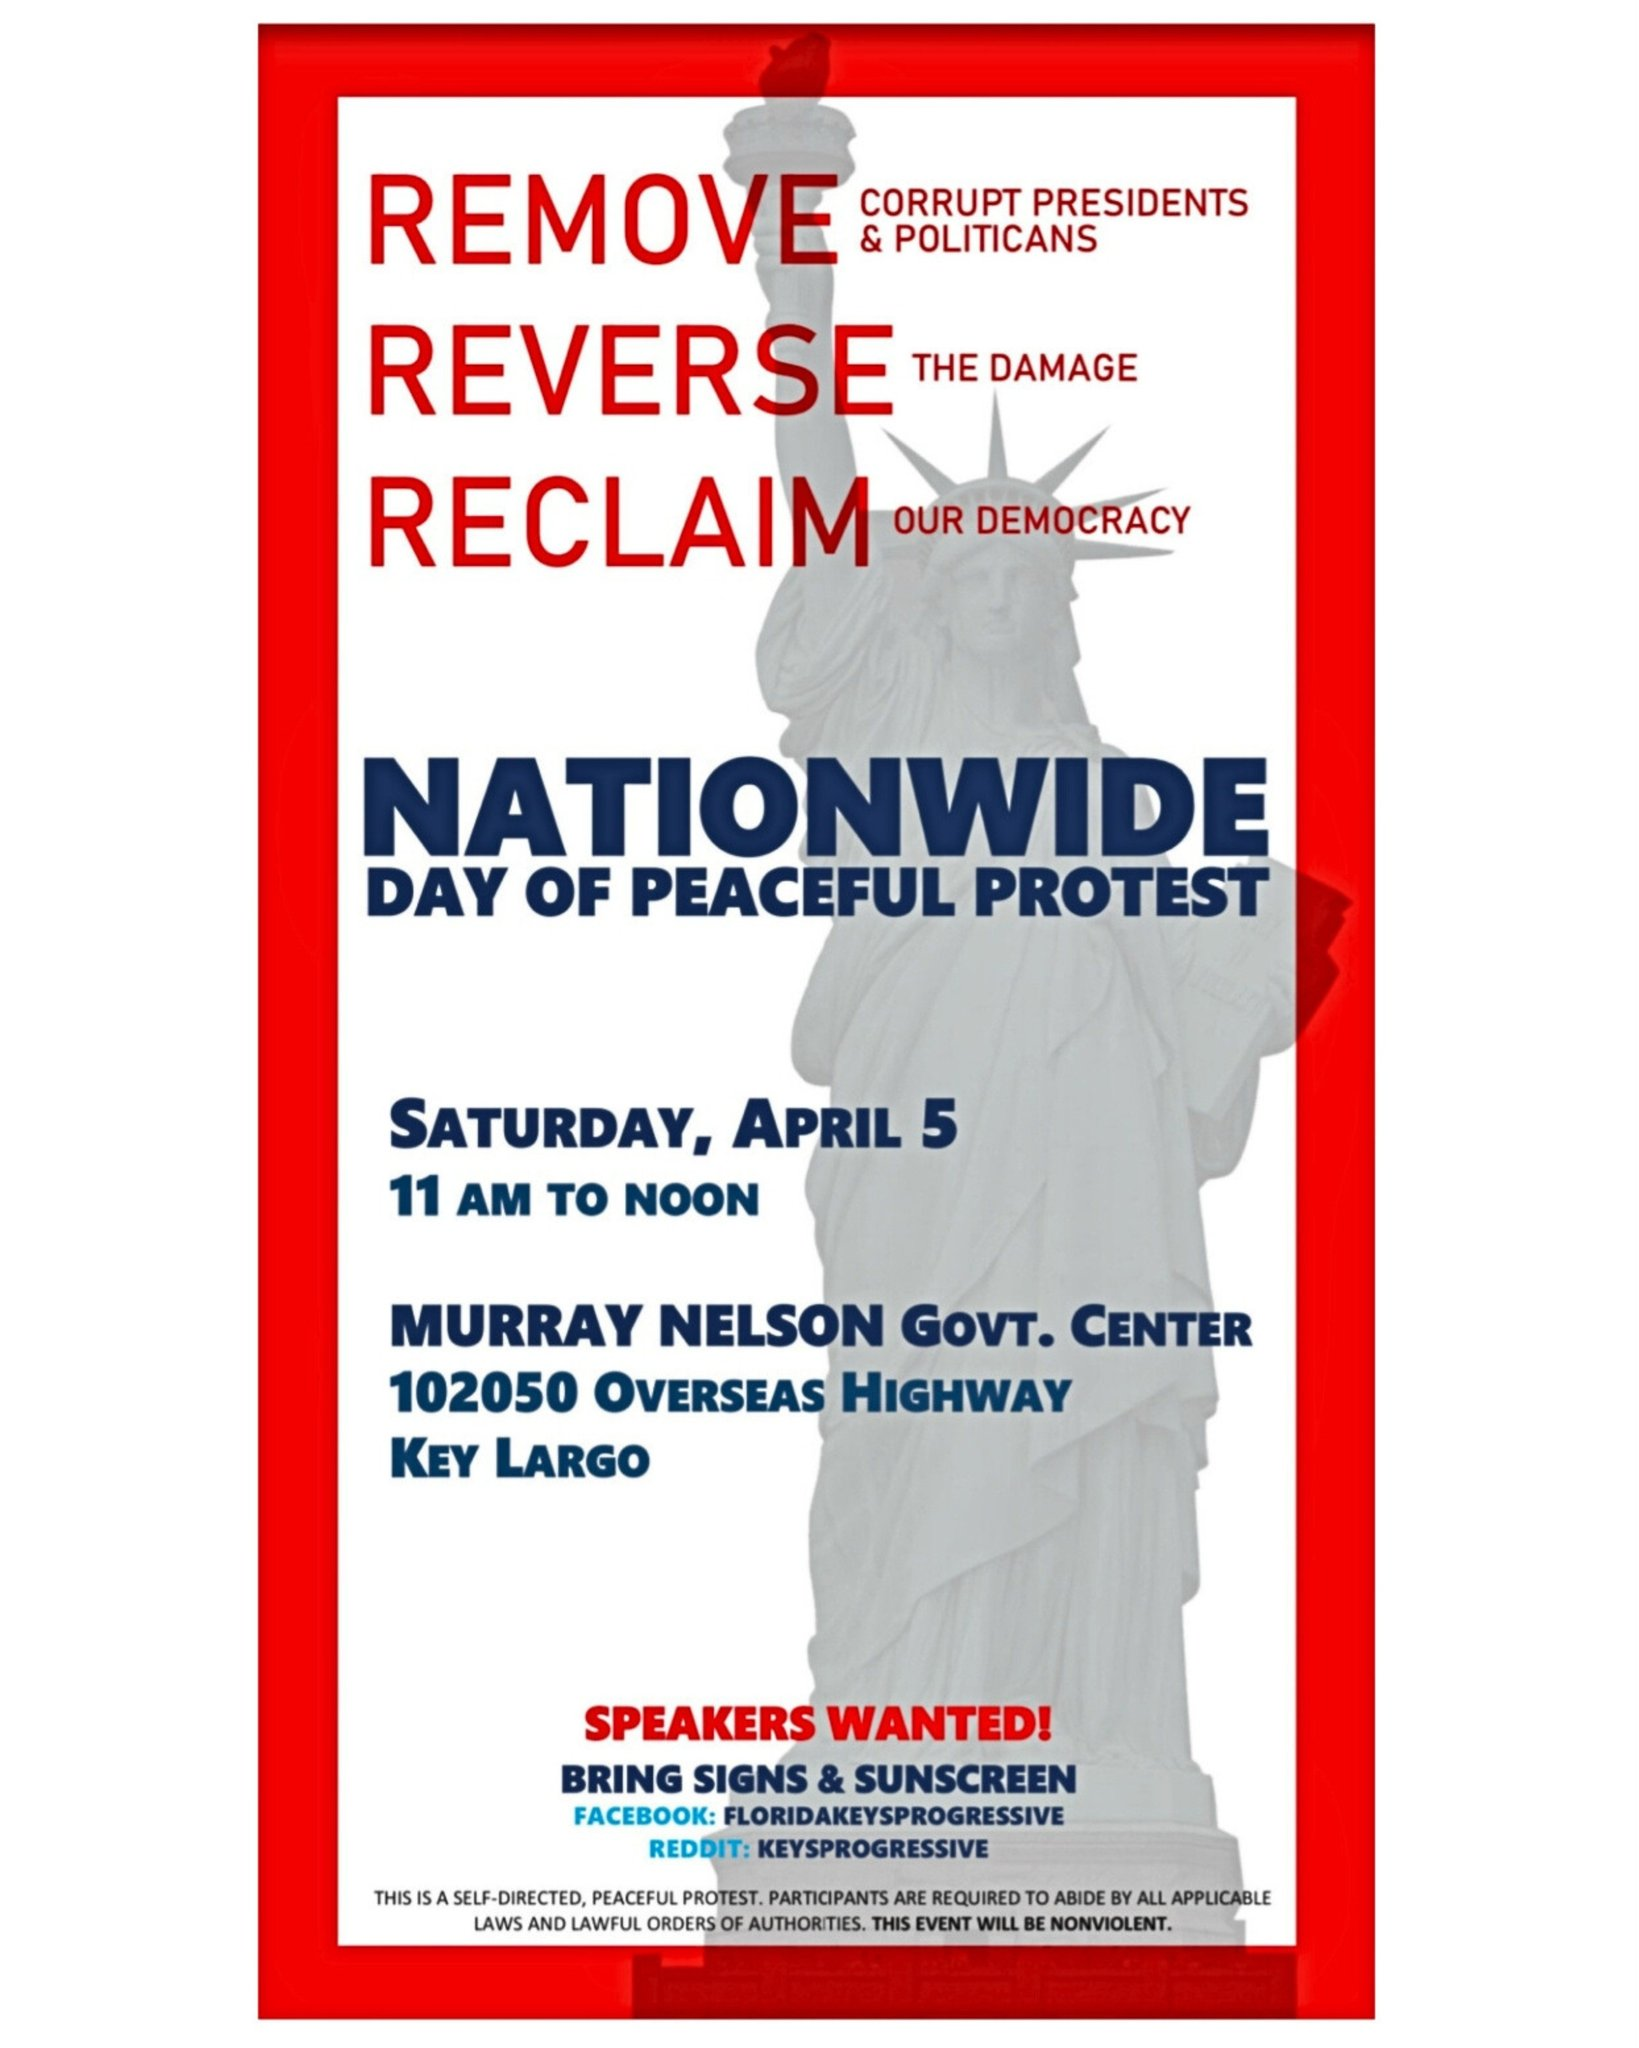 REMOVE CORRUPT PRESIDENTS
& POLITICANS
REVERSE THE DAMAGE
RECLAIM OUR DEMOCRACY
NATIONWIDE
DAY OF PEACEFUL PROTEST
SATURDAY, APRIL 5
11 AM TO NOON
MURRAY NELSON GOVT. CENTER
102050 OVERSEAS HIGHWAY
KEY LARGO
SPEAKERS WANTED!
BRING SIGNS & SUNSCREEN
FACEBOOK: FLORIDAKEYSPROGRESSIVE
REDDIT: KEYSPROGRESSIVE
THIS IS A SELF-DIRECTED, PEACEFUL PROTEST. PARTICIPANTS ARE REQUIRED TO ABIDE BY ALL APPLICABLE
LAWS AND LAWFUL ORDERS OF AUTHORITIES. THIS EVENT WILL BE NONVIOLENT.